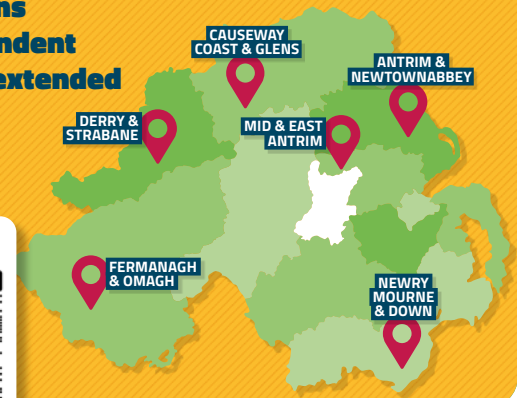 ns
ndent
extended
CAUSEWAY
COAST & GLENS
ANTRIM &
NEWTOWNABBEY
DERRY &
STRABANE
MID & EAST
ANTRIM
FERMANAGH
& OMAGH
NEWRY
MOURNE
& DOWN